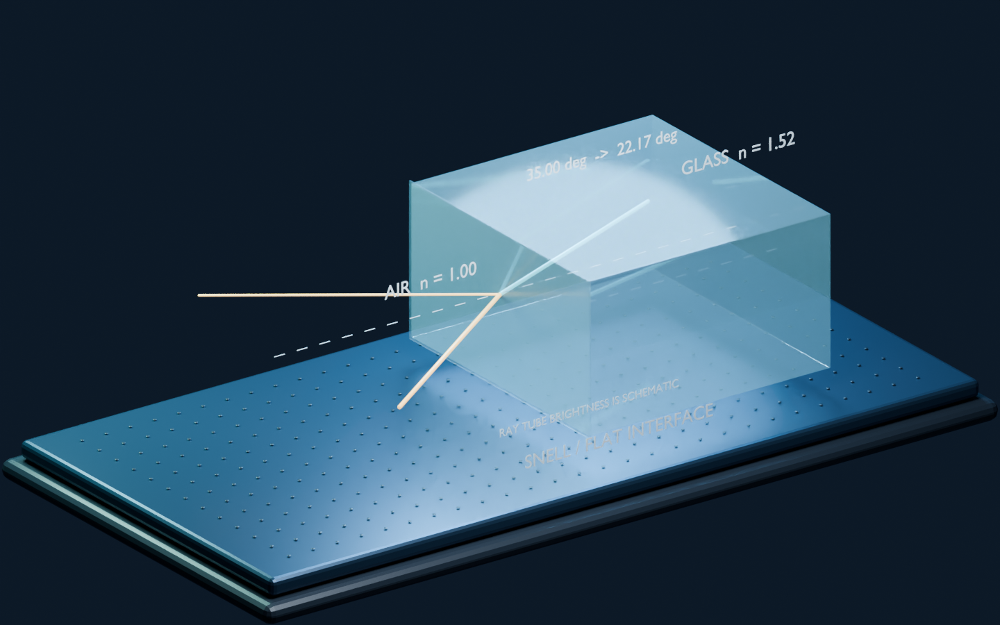 35.00 deg -> 22.17 deg
GLASS n = 1.52
AIR n = 1.00
RAY TUBE BRIGHTNESS IS SCHEMATIC
SNELL / FLAT INTERFACE